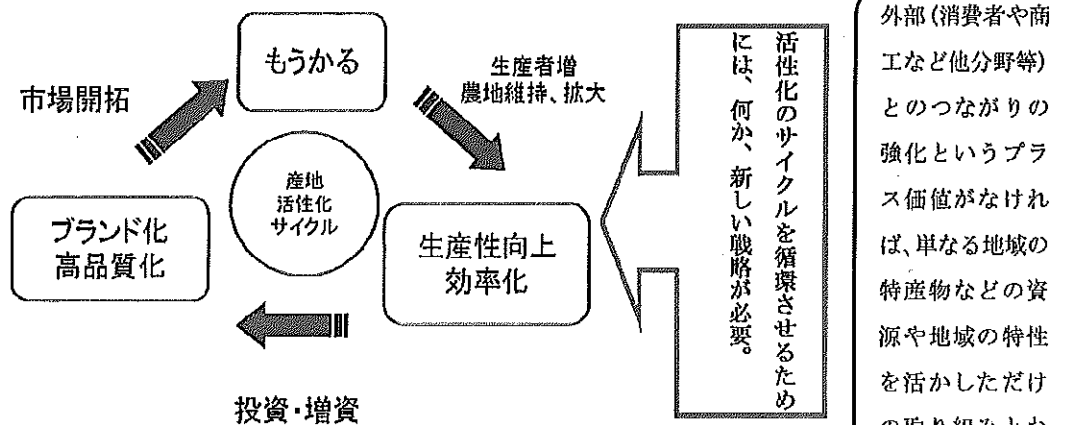 もうかる
市場開拓
生産者増
農地維持、拡大
産地
活性化
サイクル
ブランド化
高品質化
生産性向上
効率化
投資・増資
活性化のサイクルを循環させるため
には、何か、新しい戦略が必要。
外部(消費者や商
工など他分野等)
とのつながりの
強化というプラ
ス価値がなけれ
ば、単なる地域の
特産物などの資
源や地域の特性
を活かしただけ